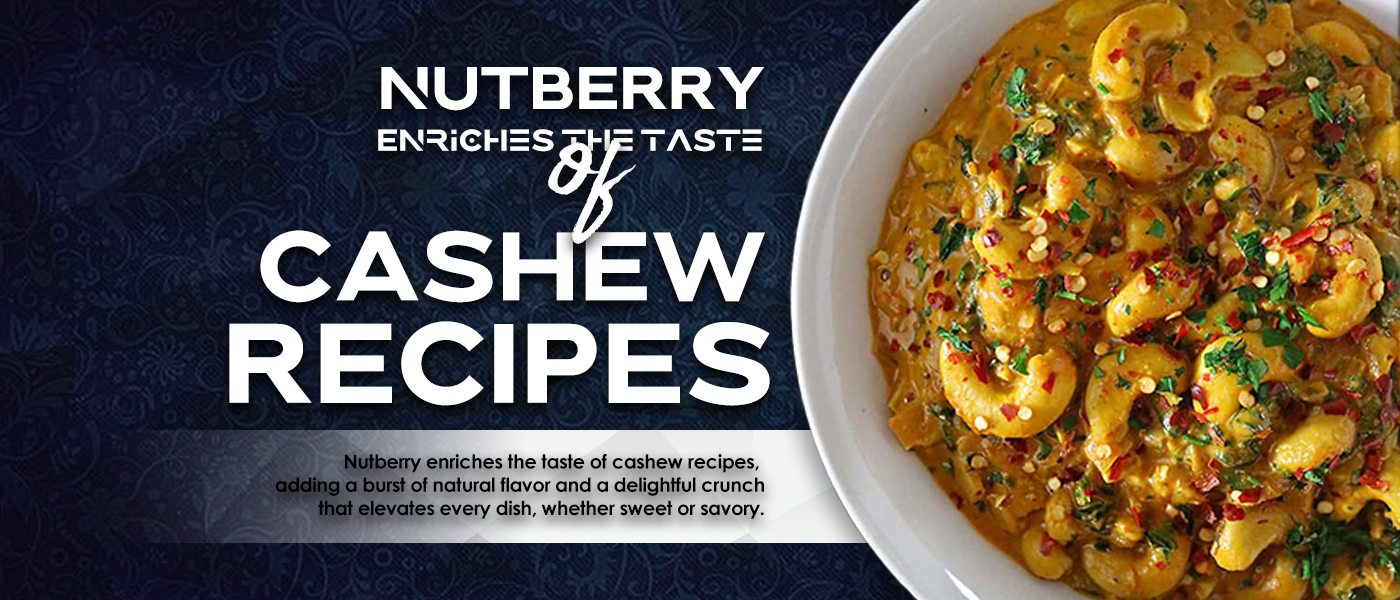 NUTBERRY
ENRiCHES THE TASTE
of
CASHEW
RECIPES
Nutberry enriches the taste of cashew recipes,
adding a burst of natural flavor and a delightful crunch
that elevates every dish, whether sweet or savory.